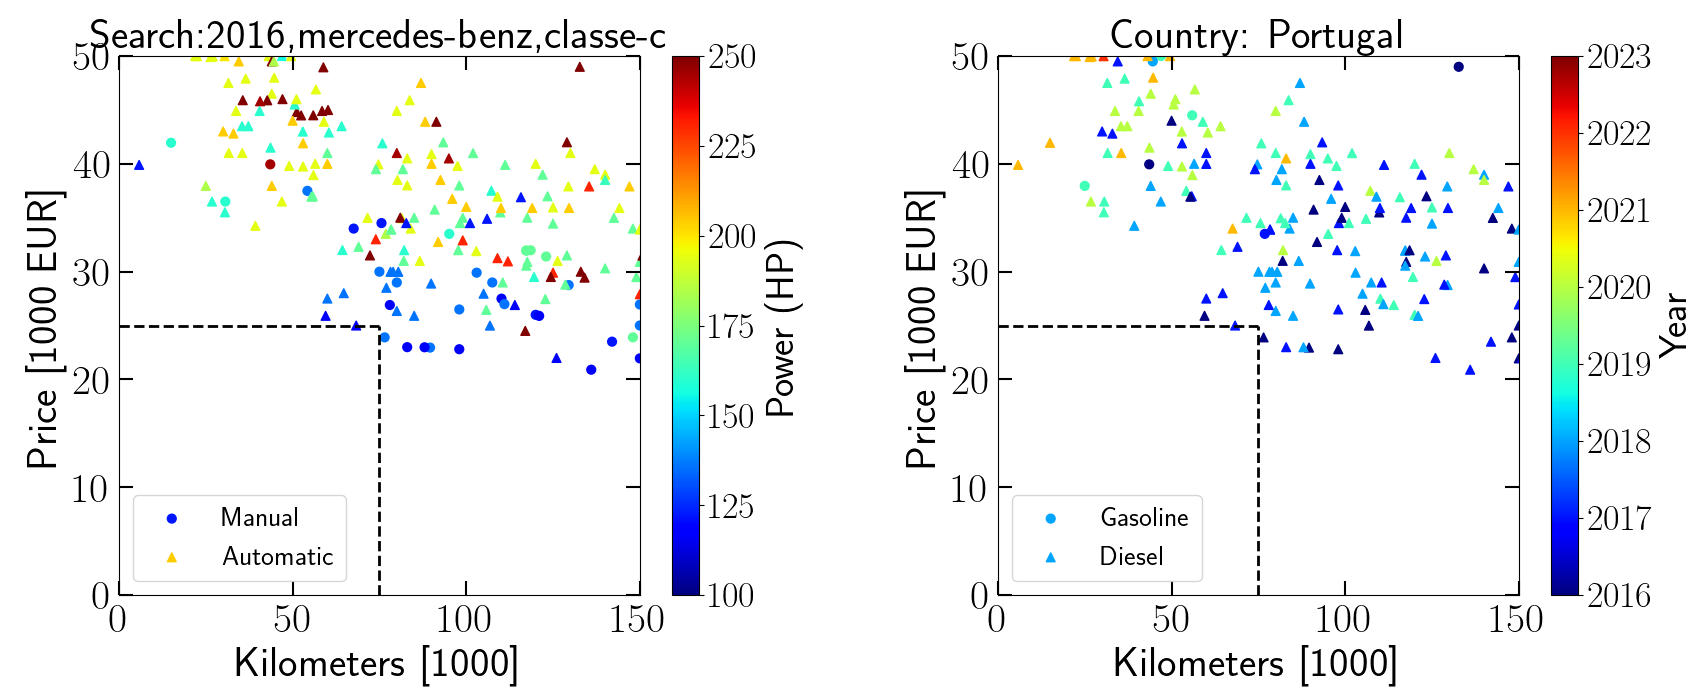 Search:2016,mercedes-benz,classe-c
Price [1000 EUR]
50
40
30
20
10
0
0
50
100
150
Kilometers [1000]
Manual
Automatic
250
225
200
175
150
125
100
Power (HP)
Country: Portugal
Price [1000 EUR]
50
40
30
20
10
0
0
50
100
150
Kilometers [1000]
Gasoline
Diesel
2023
2022
2021
2020
2019
2018
2017
2016
Year